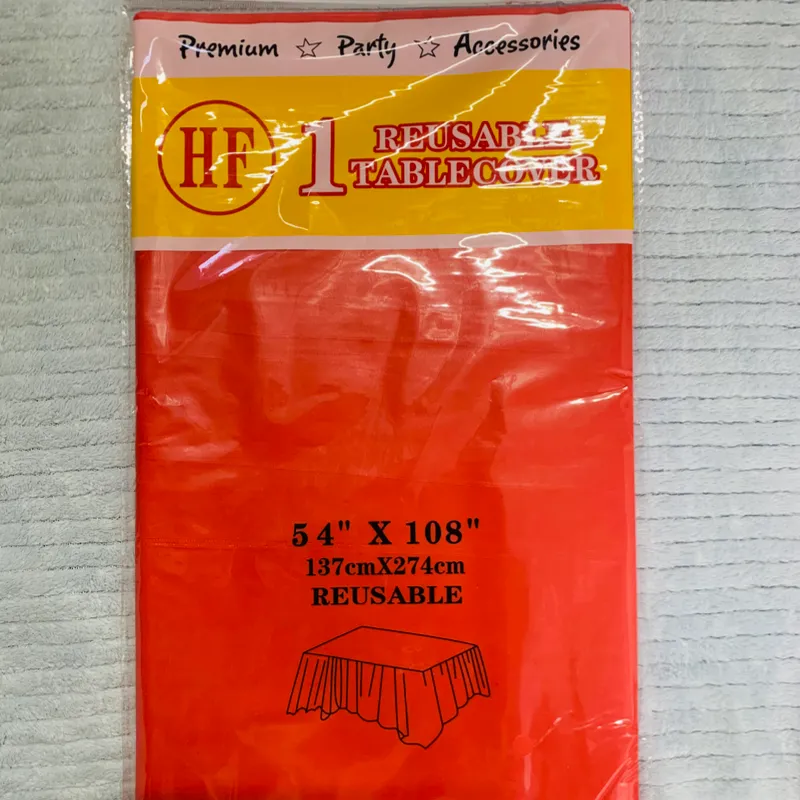 Premium ☆ Party ☆ Accessories
HF 1 REUSABLE
TABLECOVER
54" X 108"
137cmX274cm
REUSABLE